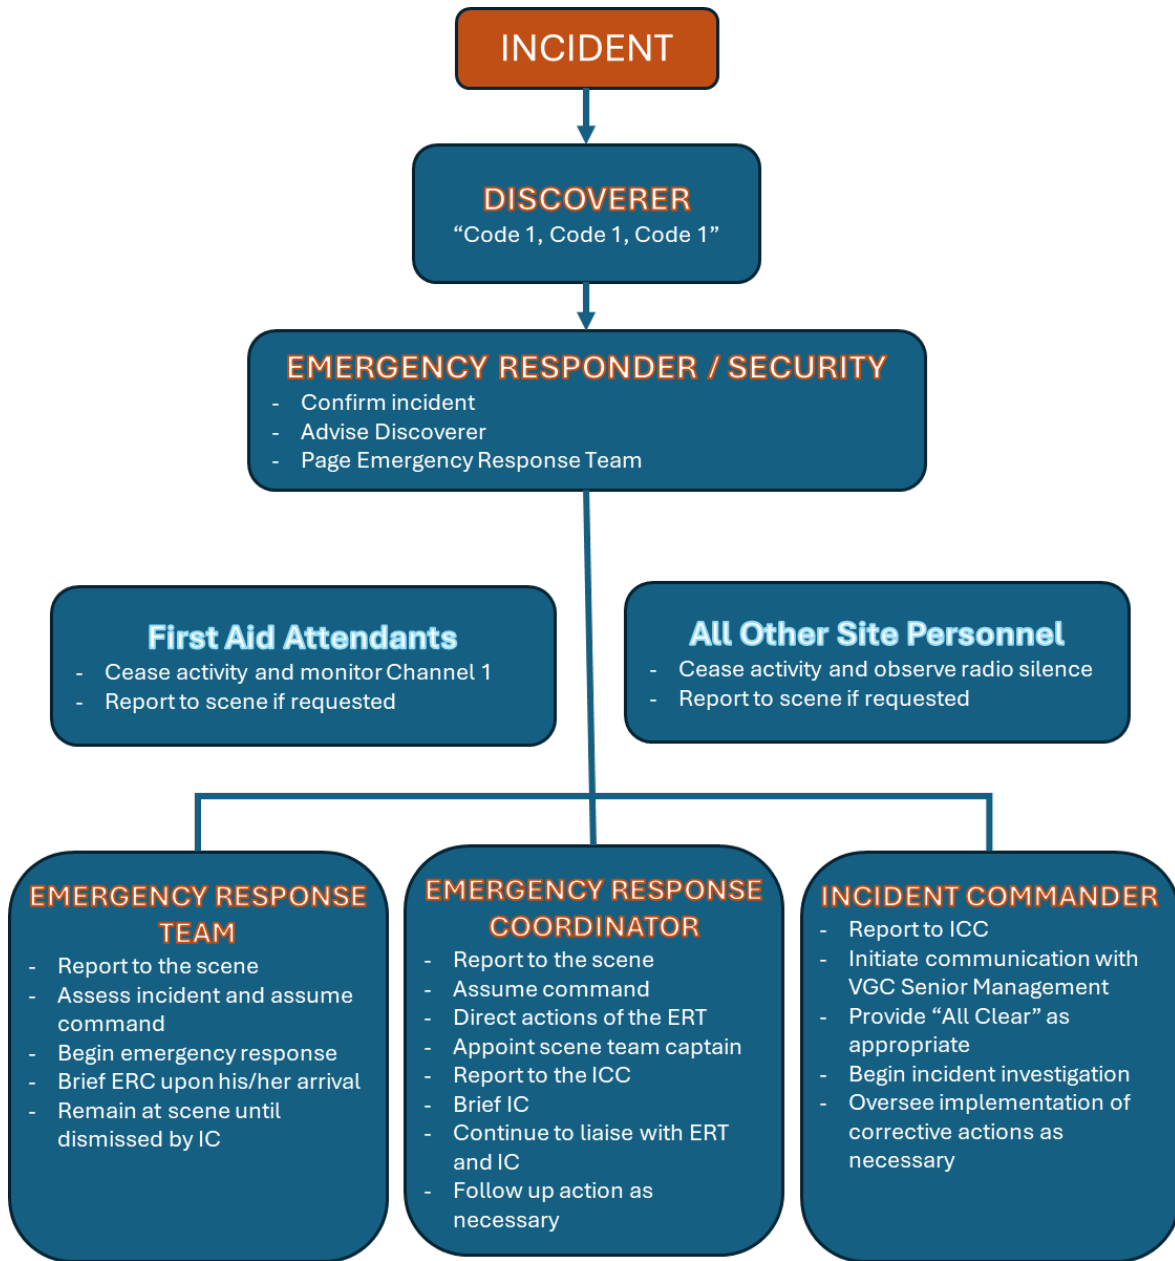 INCIDENT
DISCOVERER
“Code 1, Code 1, Code 1”
EMERGENCY RESPONDER / SECURITY
- Confirm incident
- Advise Discoverer
- Page Emergency Response Team
First Aid Attendants
- Cease activity and monitor Channel 1
- Report to scene if requested
All Other Site Personnel
- Cease activity and observe radio silence
- Report to scene if requested
EMERGENCY RESPONSE
TEAM
- Report to the scene
- Assess incident and assume
command
- Begin emergency response
- Brief ERC upon his/her arrival
- Remain at scene until
dismissed by IC
EMERGENCY RESPONSE
COORDINATOR
- Report to the scene
- Assume command
- Direct actions of the ERT
- Appoint scene team captain
- Report to the ICC
- Brief IC
- Continue to liaise with ERT
and IC
- Follow up action as
necessary
INCIDENT COMMANDER
- Report to ICC
- Initiate communication with
VGC Senior Management
- Provide “All Clear” as
appropriate
- Begin incident investigation
- Oversee implementation of
corrective actions as
necessary